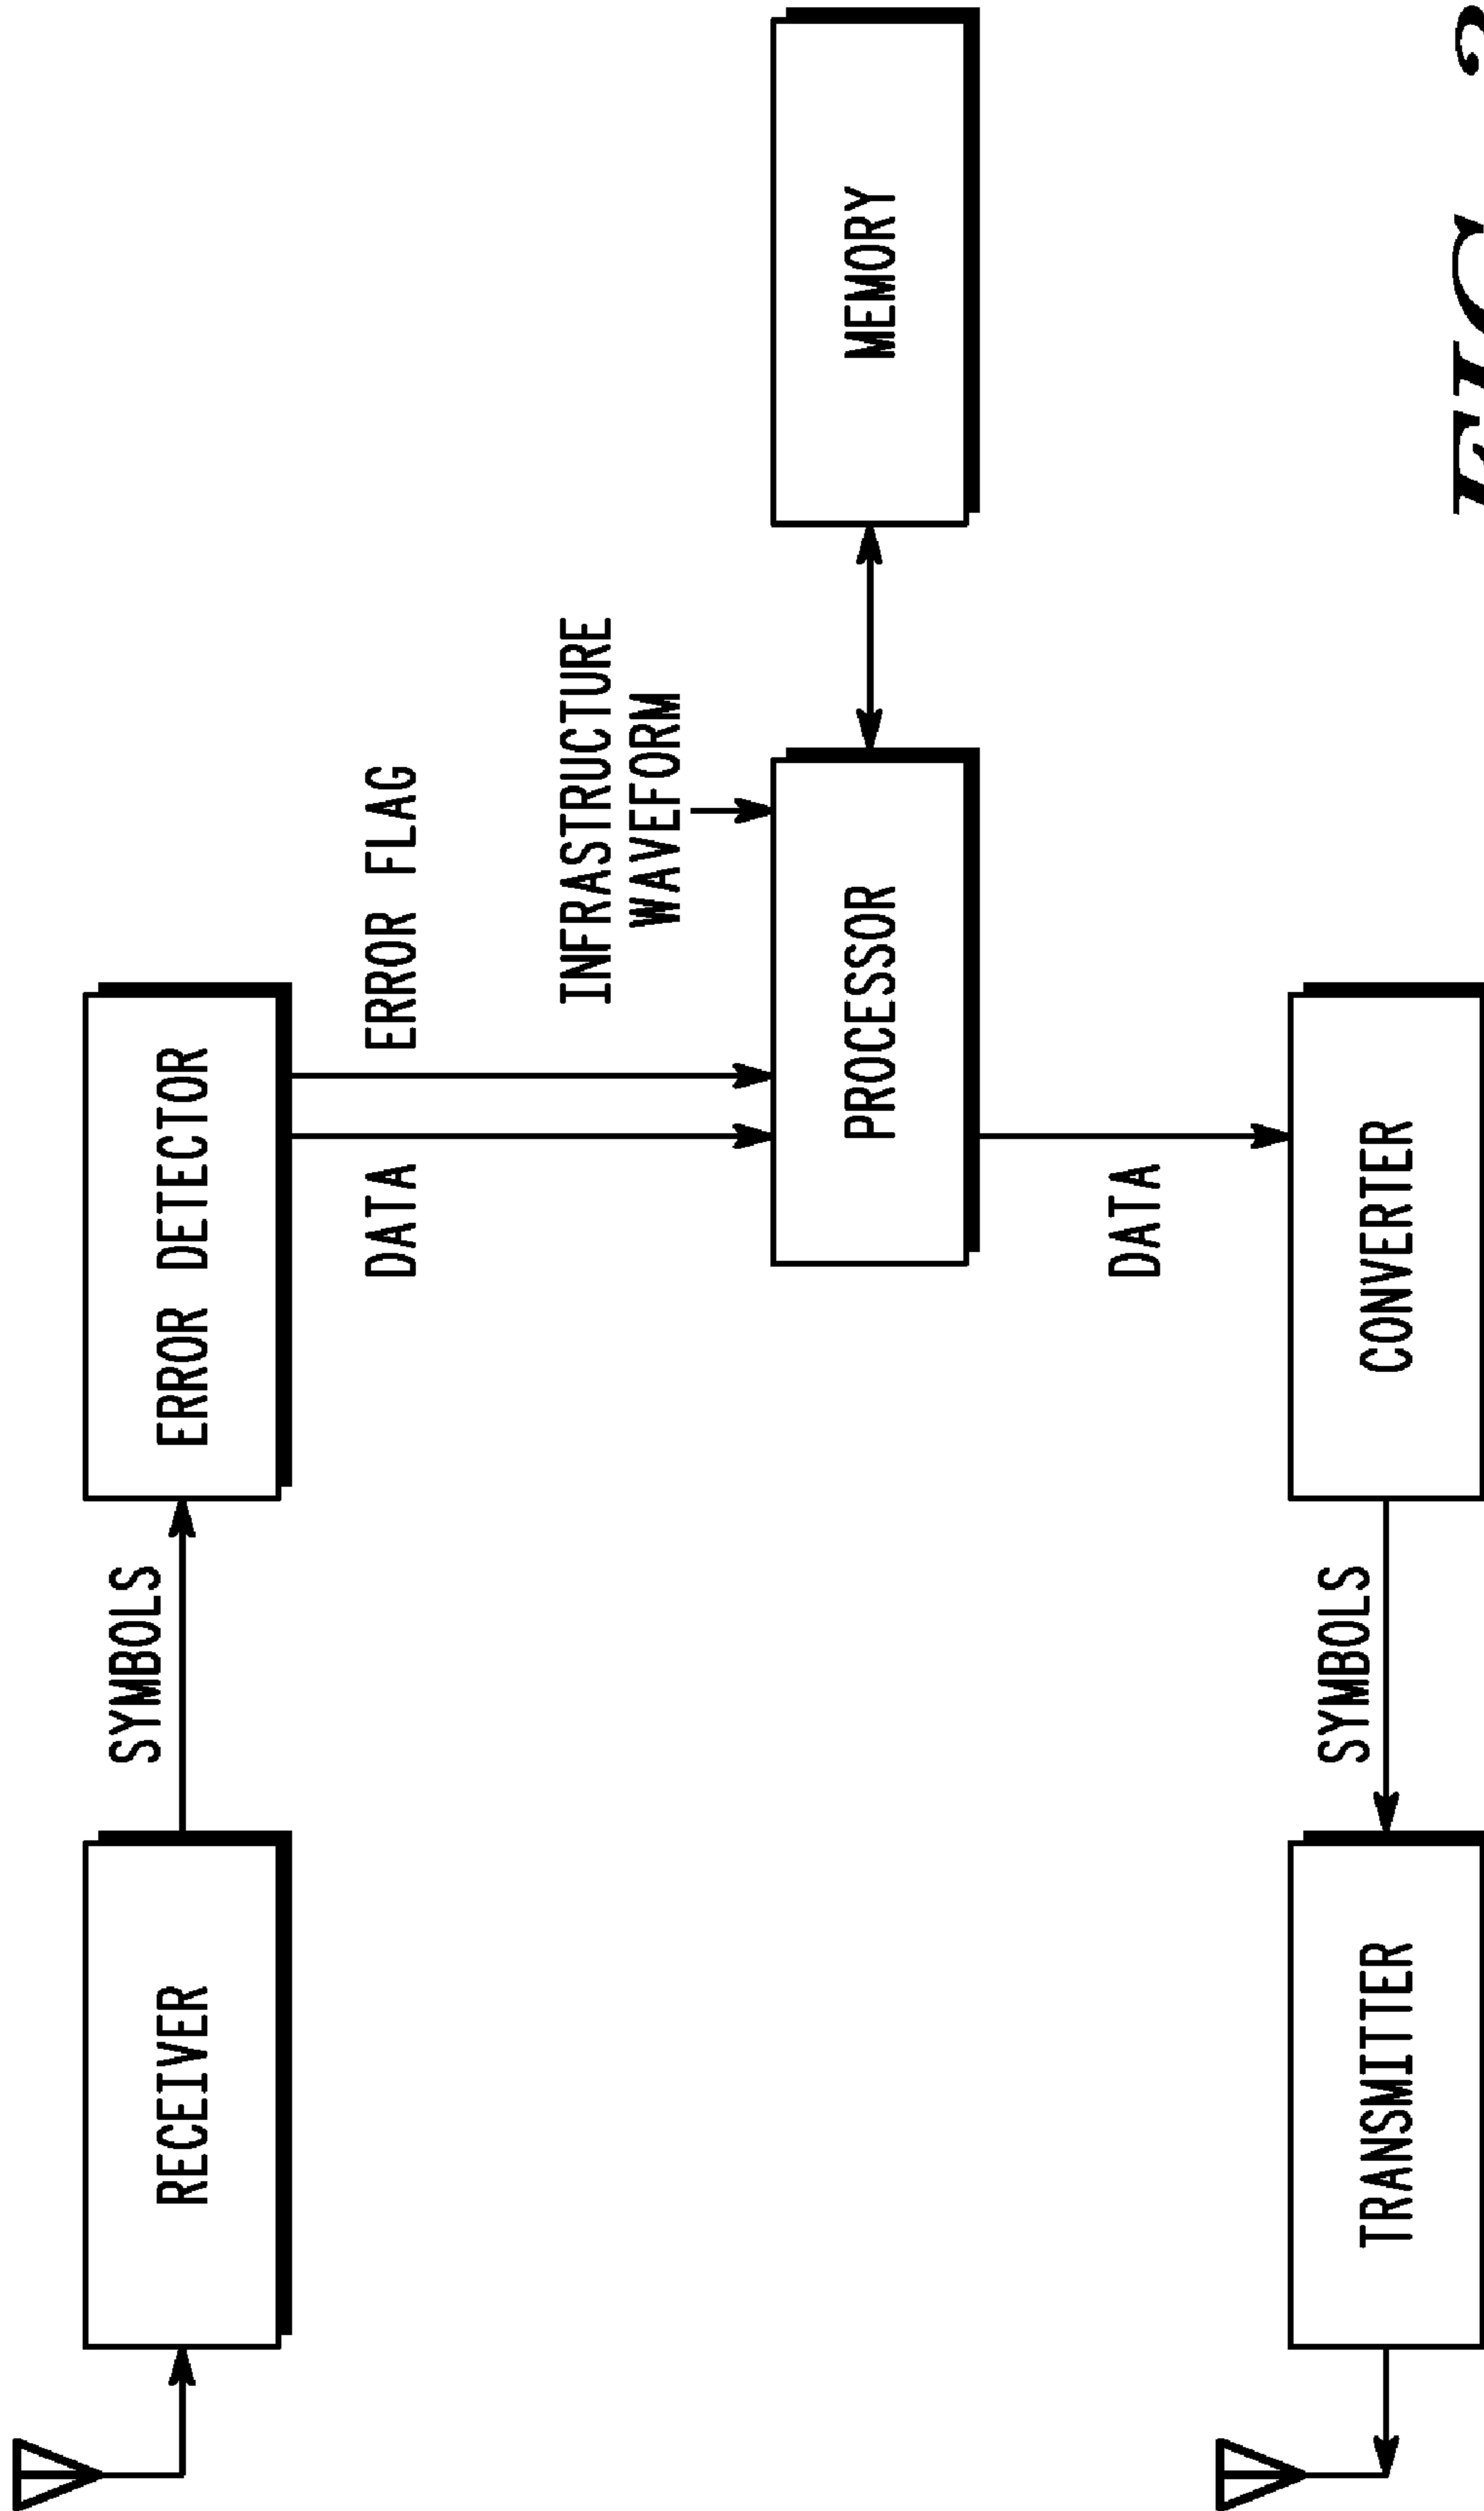 RECEIVER
SYMBOLS
ERROR DETECTOR
DATA
ERROR FLAG
INFRASTRUCTURE
WAVEFORM
PROCESSOR
MEMORY
DATA
CONVERTER
SYMBOLS
TRANSMITTER